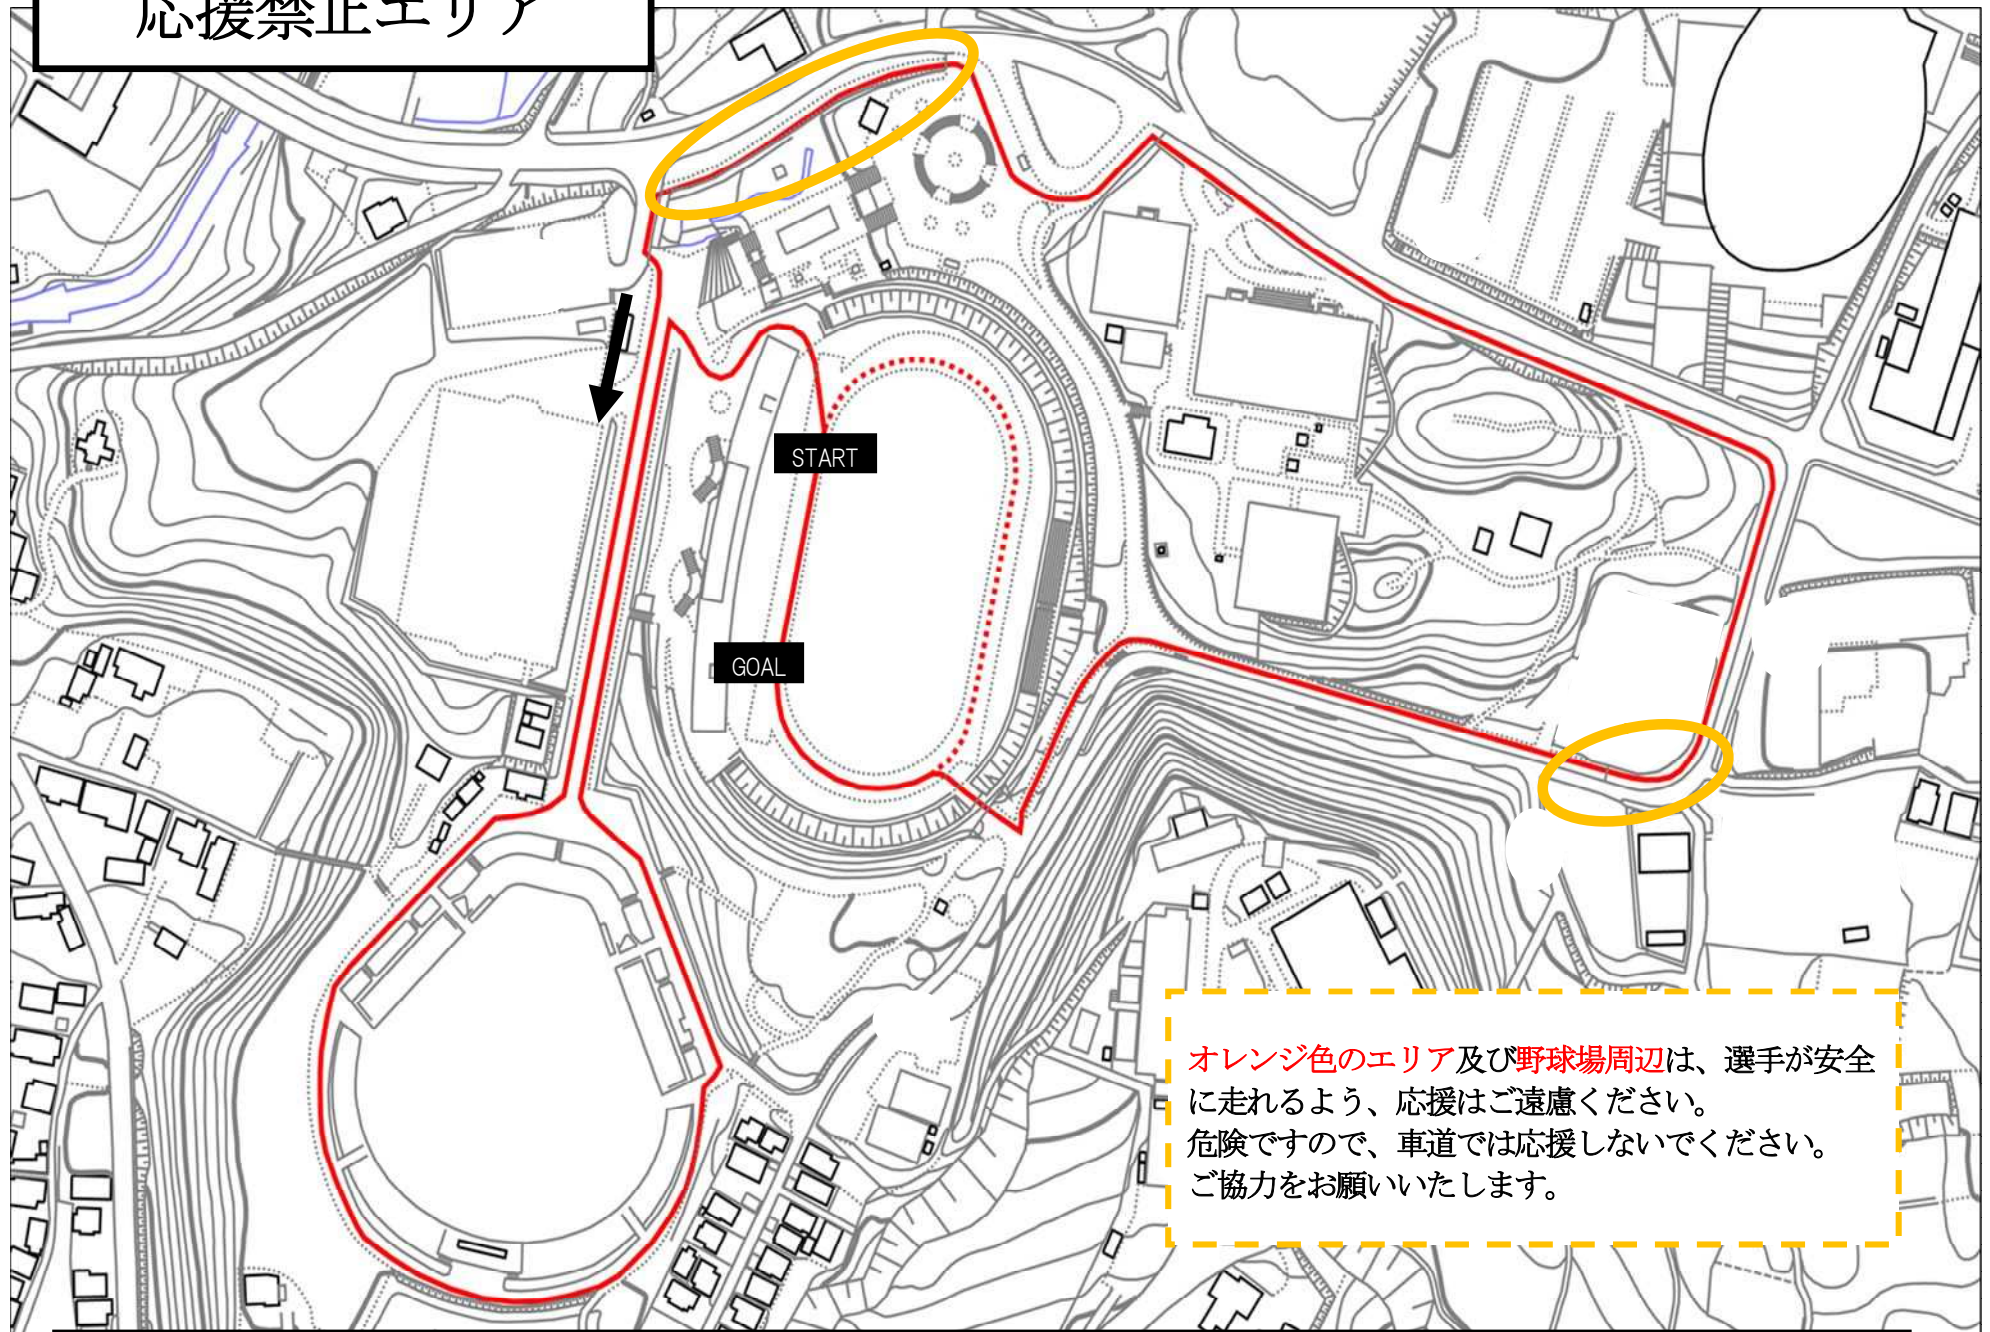 応援禁止エリア
START
GOAL
オレンジ色のエリア及び野球場周辺は、選手が安全
に走れるよう、応援はご遠慮ください。
危険ですので、車道では応援しないでください。
ご協力をお願いいたします。